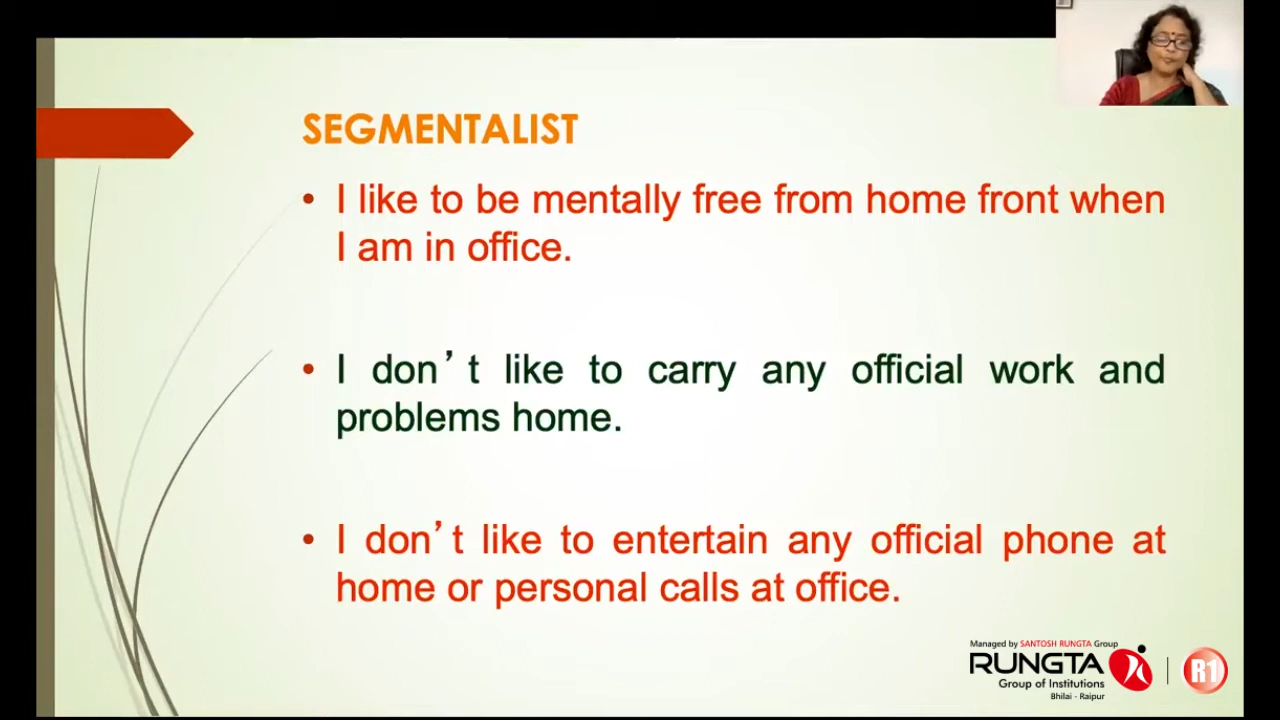 SEGMENTALIST
• I like to be mentally free from home front when
I am in office.
• I don't like to carry any official work and
problems home.
• I don't like to entertain any official phone at
home or personal calls at office.
Managed by SANTOSH RUNGTA Group
RUNGTA
Group of Institutions
Bhilai - Raipur
R1